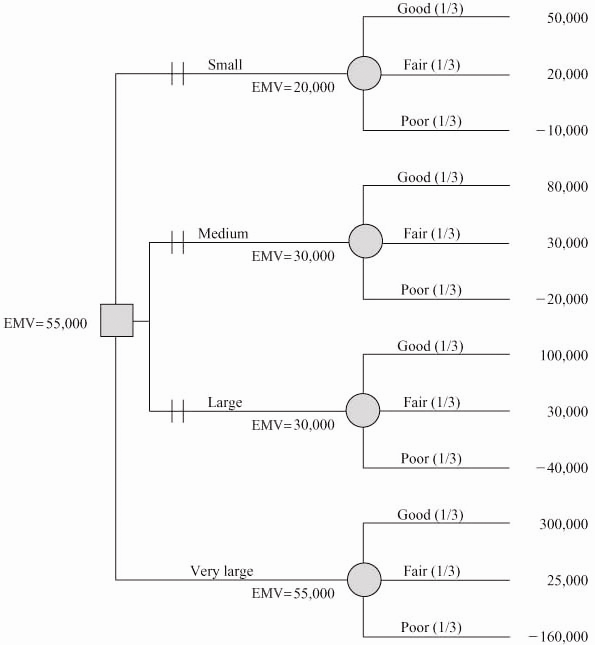 Good (1/3) 50,000
Small Fair (1/3) 20,000
EMV=20,000
Poor (1/3) −10,000
Good (1/3) 80,000
Medium Fair (1/3) 30,000
EMV=30,000
Poor (1/3) −20,000
EMV=55,000
Good (1/3) 100,000
Large Fair (1/3) 30,000
EMV=30,000
Poor (1/3) −40,000
Good (1/3) 300,000
Very large Fair (1/3) 25,000
EMV=55,000
Poor (1/3) −160,000